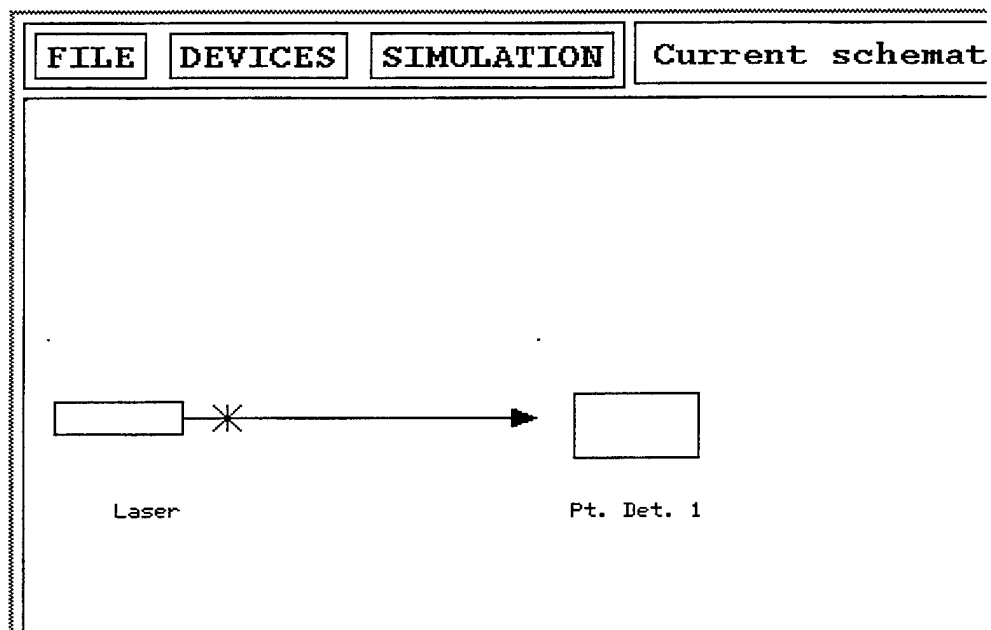 FILE DEVICES SIMULATION Current schemat
Laser Pt. Det. 1